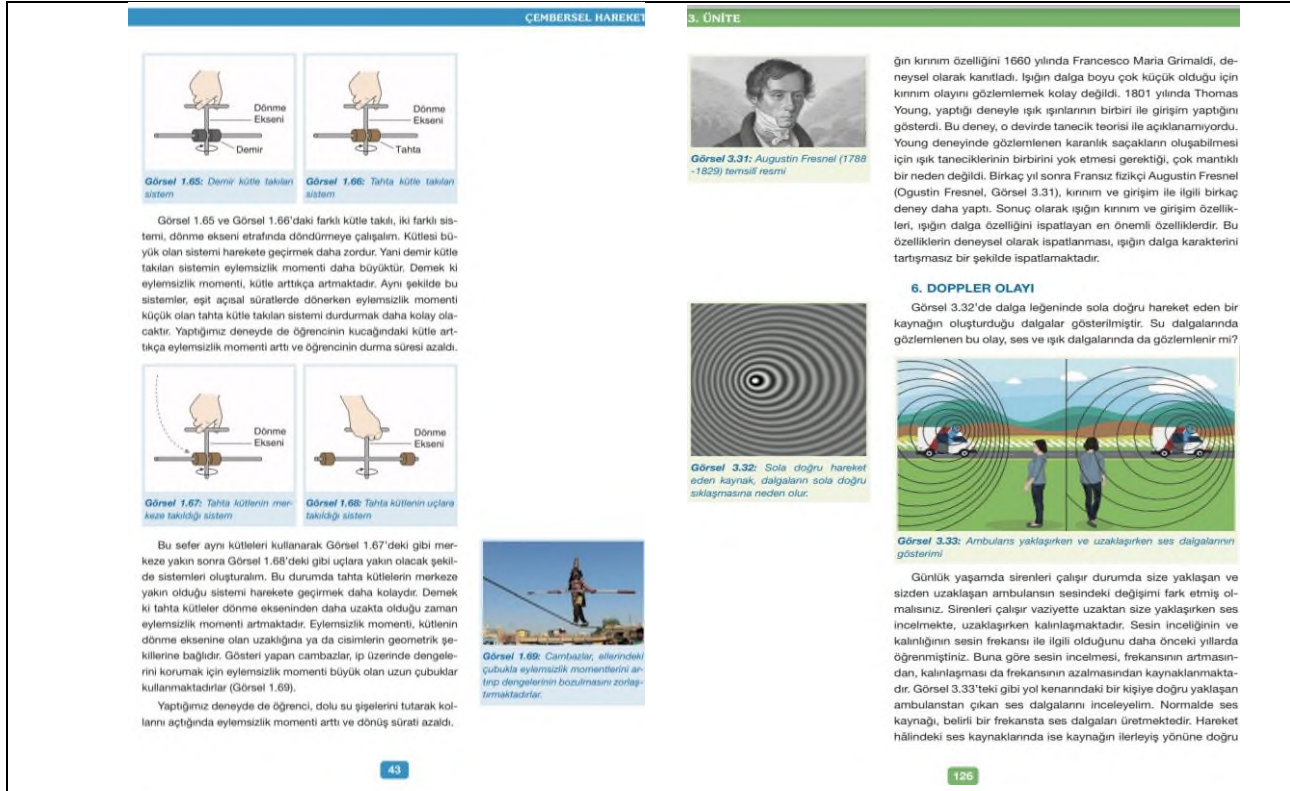 ÇEMBERSEL HAREKET
Dönme
Ekseni
Demir
Dönme
Ekseni
Tahta
Görsel 1.65: Demir kütle takılan
sistem
Görsel 1.66: Tahta kütle takılan
sistem
Görsel 1.65 ve Görsel 1.66'daki farklı kütle takılı, iki farklı sis-
temi, dönme ekseni etrafında döndürmeye çalışalım. Kütlesi bü-
yük olan sistemi harekete geçirmek daha zordur. Yani demir kütle
takılan sistemin eylemsizlik momenti daha büyüktür. Demek ki
eylemsizlik momenti, kütle arttıkça artmaktadır. Aynı şekilde bu
sistemler, eşit açısal süratlerde dönerken eylemsizlik momenti
küçük olan tahta kütle takılan sistemi durdurmak daha kolay ola-
caktır. Yaptığımız deneyde de öğrencinin kucağındaki kütle art-
tıkça eylemsizlik momenti arttı ve öğrencinin durma süresi azaldı.
Dönme
Ekseni
Dönme
Ekseni
Görsel 1.67: Tahta kütlenin mer-
keze takıldığı sistem
Görsel 1.68: Tahta kütlenin uçlara
takıldığı sistem
Bu sefer aynı kütleleri kullanarak Görsel 1.67'deki gibi mer-
keze yakın sonra Görsel 1.68'deki gibi uçlara yakın olacak şekil-
de sistemleri oluşturalım. Bu durumda tahta kütlelerin merkeze
yakın olduğu sistemi harekete geçirmek daha kolaydır. Demek
ki tahta kütleler dönme ekseninden daha uzakta olduğu zaman
eylemsizlik momenti artmaktadır. Eylemsizlik momenti, kütlenin
dönme eksenine olan uzaklığına ya da cisimlerin geometrik şe-
killerine bağlıdır. Gösteri yapan cambazlar, ip üzerinde dengele-
rini korumak için eylemsizlik momenti büyük olan uzun çubuklar
kullanmaktadırlar (Görsel 1.69).
Yaptığımız deneyde de öğrenci, dolu su şişelerini tutarak kol-
larını açtığında eylemsizlik momenti arttı ve dönüş sürati azaldı.
Görsel 1.69: Cambazlar, ellerindeki
çubukla eylemsizlik momentlerini ar-
tırıp dengelerinin bozulmasını zorlaş-
tırmaktadırlar.
43
3. ÜNİTE
Görsel 3.31: Augustin Fresnel (1788
-1829) temsilî resmi
ğın kırınım özelliğini 1660 yılında Francesco Maria Grimaldi, de-
neysel olarak kanıtladı. Işığın dalga boyu çok küçük olduğu için
kırınım olayını gözlemlemek kolay değildi. 1801 yılında Thomas
Young, yaptığı deneyle ışık ışınlarının birbiri ile girişim yaptığını
gösterdi. Bu deney, o devirde tanecik teorisi ile açıklanamıyordu.
Young deneyinde gözlemlenen karanlık saçakların oluşabilmesi
için ışık taneciklerinin birbirini yok etmesi gerektiği, çok mantıklı
bir neden değildi. Birkaç yıl sonra Fransız fizikçi Augustin Fresnel
(Ogustin Fresnel, Görsel 3.31), kırınım ve girişim ile ilgili birkaç
deney daha yaptı. Sonuç olarak ışığın kırınım ve girişim özellik-
leri, ışığın dalga özelliğini ispatlayan en önemli özelliklerdir. Bu
özelliklerin deneysel olarak ispatlanması, ışığın dalga karakterini
tartışmasız bir şekilde ispatlamaktadır.
6. DOPPLER OLAYI
Görsel 3.32'de dalga leğeninde sola doğru hareket eden bir
kaynağın oluşturduğu dalgalar gösterilmiştir. Su dalgalarında
gözlemlenen bu olay, ses ve ışık dalgalarında da gözlemlenir mi?
Görsel 3.32: Sola doğru hareket
eden kaynak, dalgaların sola doğru
sıklaşmasına neden olur.
Görsel 3.33: Ambulans yaklaşırken ve uzaklaşırken ses dalgalarının
gösterimi
Günlük yaşamda sirenleri çalışır durumda size yaklaşan ve
sizden uzaklaşan ambulansın sesindeki değişimi fark etmiş ol-
malısınız. Sirenleri çalışır vaziyette uzaktan size yaklaşırken ses
incelmekte, uzaklaşırken kalınlaşmaktadır. Sesin inceliğinin ve
kalınlığının sesin frekansı ile ilgili olduğunu daha önceki yıllarda
öğrenmiştiniz. Buna göre sesin incelmesi, frekansının artmasın-
dan, kalınlaşması da frekansının azalmasından kaynaklanmakta-
dır. Görsel 3.33'teki gibi yol kenarındaki bir kişiye doğru yaklaşan
ambulanstan çıkan ses dalgalarını inceleyelim. Normalde ses
kaynağı, belirli bir frekansta ses dalgaları üretmektedir. Hareket
hâlindeki ses kaynaklarında ise kaynağın ilerleyiş yönüne doğru
126